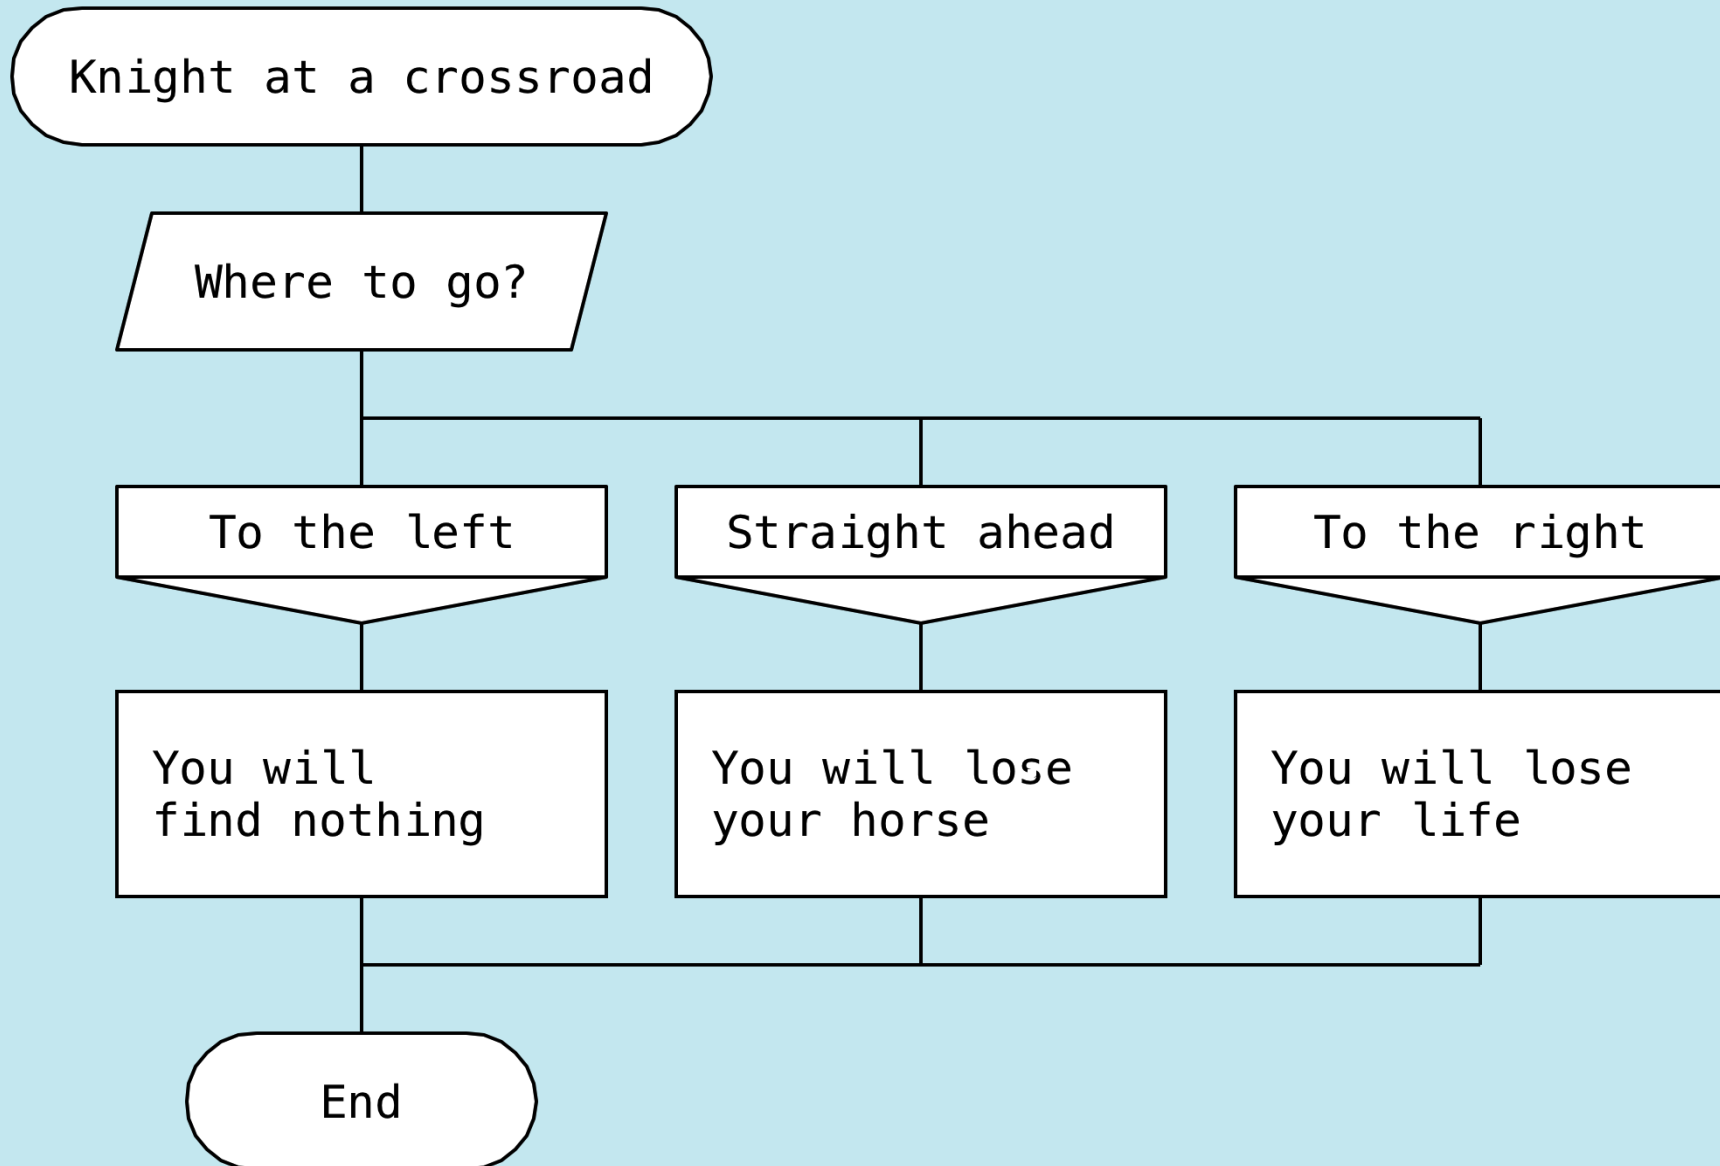 Knight at a crossroad
Where to go?
To the left
Straight ahead
To the right
You will
find nothing
You will lose
your horse
You will lose
your life
End